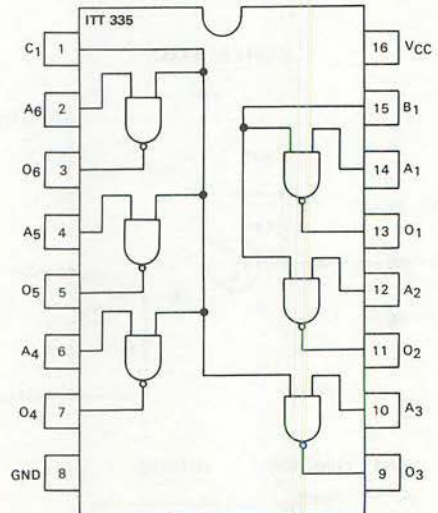 ITT 335
C1 1
A6 2
O6 3
A5 4
O5 5
A4 6
O4 7
GND 8
16 VCC
15 B1
14 A1
13 O1
12 A2
11 O2
10 A3
9 O3